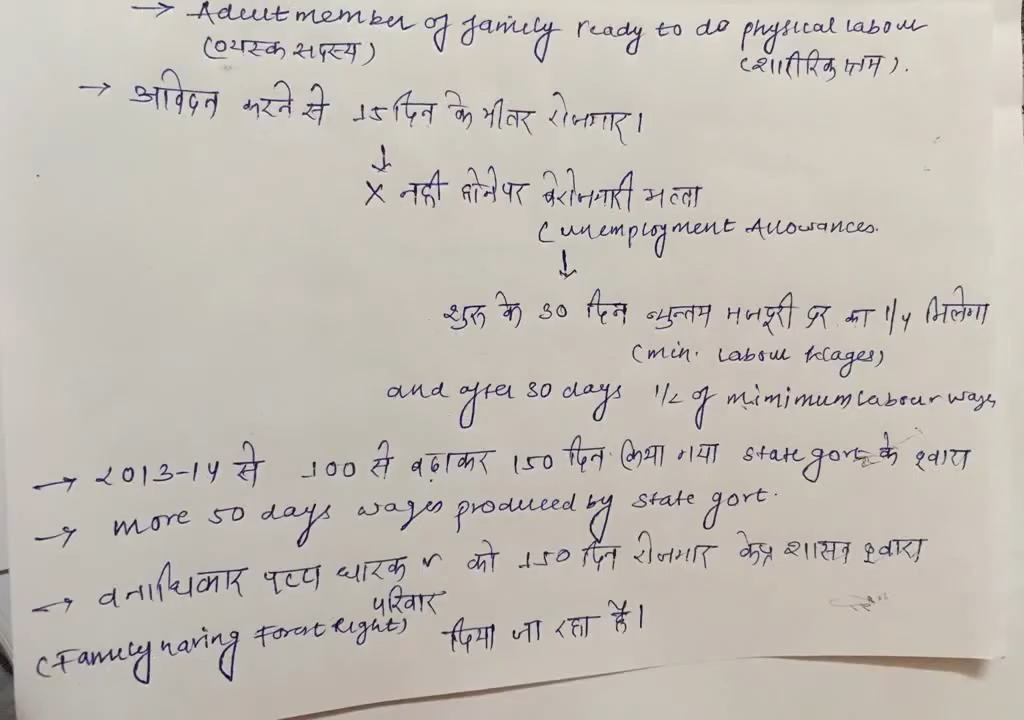 → Adult member of family ready to do physical labour
(वयस्क सदस्य) (शारीरिक श्रम).
→ आवेदन करने से 15 दिन के भीतर रोजगार।
↓
X नही होने पर बेरोजगारी भत्ता
(unemployment Allowances.
↓
शुरू के 30 दिन न्युन्तम मजदूरी दर का 1/4 मिलेगा
(min. labour wages)
and after 30 days 1/2 of mimimum labour wages
→ 2013-14 से 100 से बढ़ाकर 150 दिन किया गया state govt के द्वारा
→ more 50 days wages produced by state govt.
→ वनाधिकार पट्टा धारक परिवार को 150 दिन रोजगार केन्द्र शासन द्वारा
(Family having Forest Right) दिया जा रहा है।